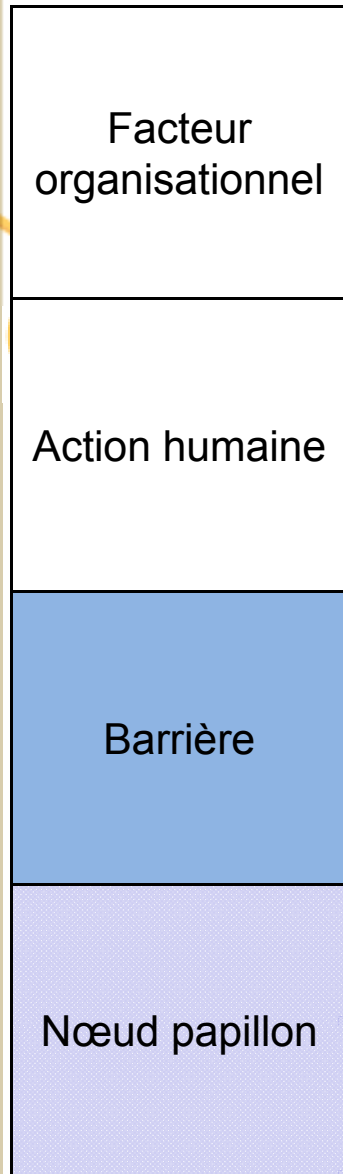 Facteur
organisationnel
Action humaine
Barrière
Nœud papillon